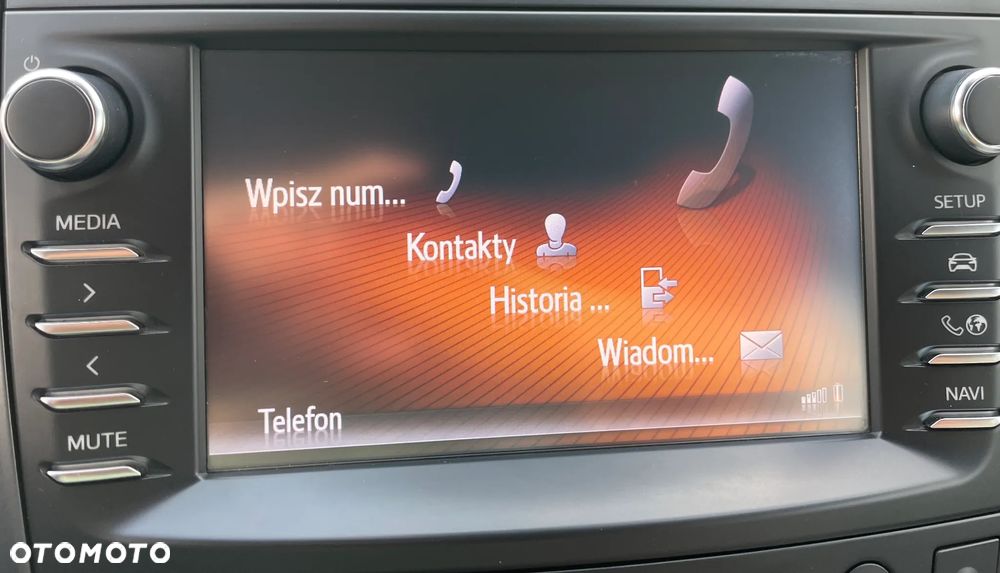 MEDIA
MUTE
Wpisz num...
Kontakty
Historia ...
Wiadom...
Telefon
SETUP
NAVI
OTOMOTO